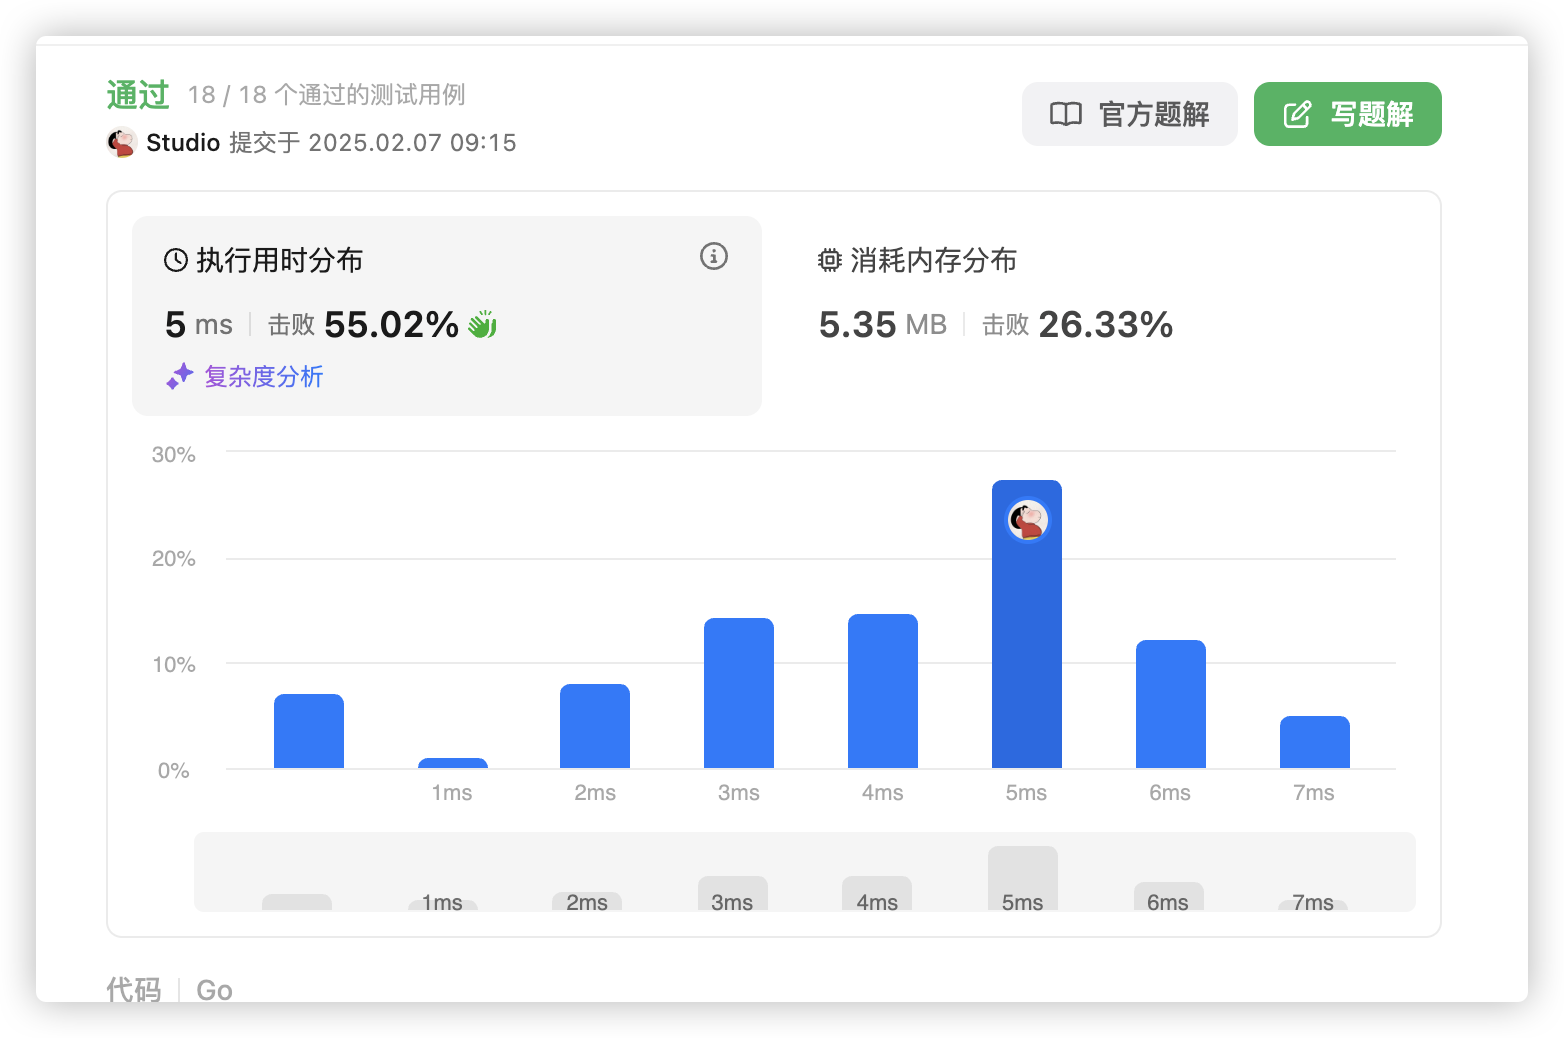 通过 18 / 18 个通过的测试用例
Studio 提交于 2025.02.07 09:15
官方题解
写题解
执行用时分布
5 ms 击败 55.02%
复杂度分析
消耗内存分布
5.35 MB 击败 26.33%
30%
20%
10%
0%
1ms 2ms 3ms 4ms 5ms 6ms 7ms
1ms 2ms 3ms 4ms 5ms 6ms 7ms
代码 Go